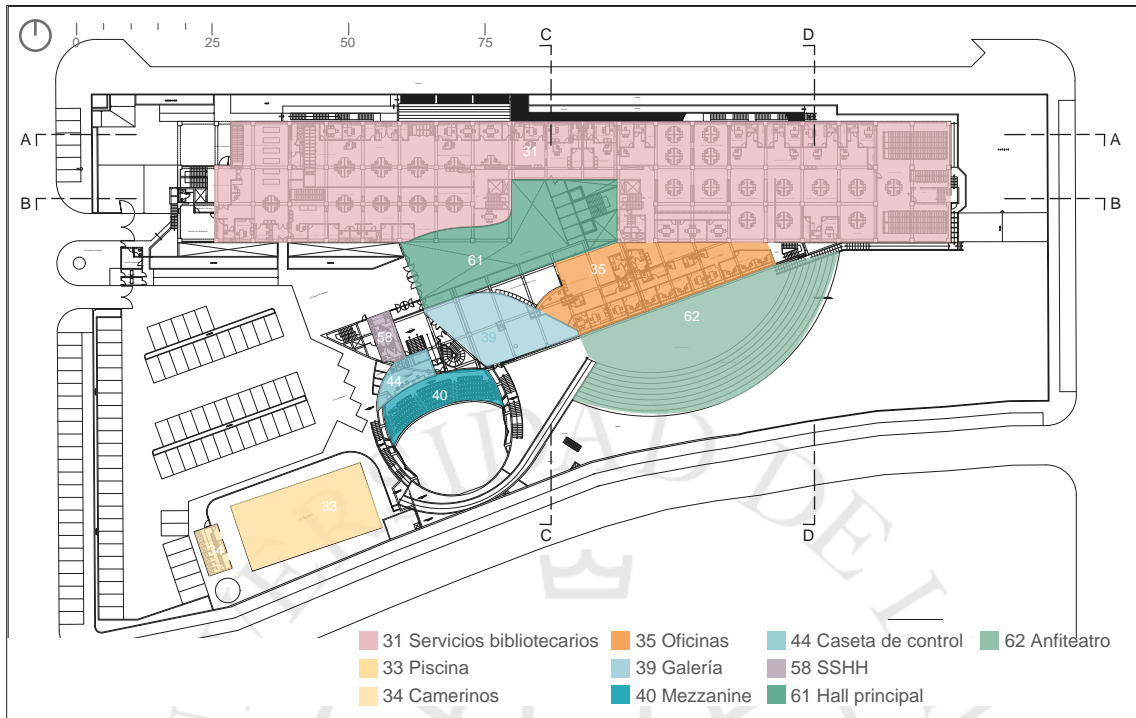 0 25 50 75
C D
A A
31
B B
61 35
62
58 39
44
40
33
34
C D
ERSIDAD DE L
31 Servicios bibliotecarios 35 Oficinas 44 Caseta de control 62 Anfiteatro
33 Piscina 39 Galería 58 SSHH
34 Camerinos 40 Mezzanine 61 Hall principal